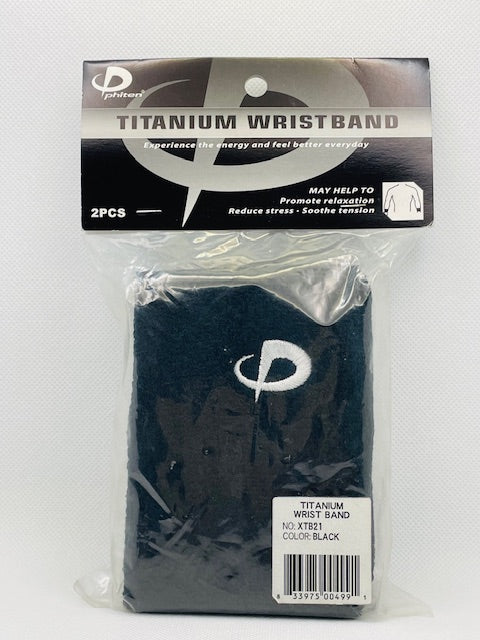 phiten®
TITANIUM WRISTBAND
Experience the energy and feel better everyday
MAY HELP TO
Promote relaxation
Reduce stress · Soothe tension
2PCS
TITANIUM
WRIST BAND
NO: XTB21
COLOR: BLACK
8 33975 00499 1